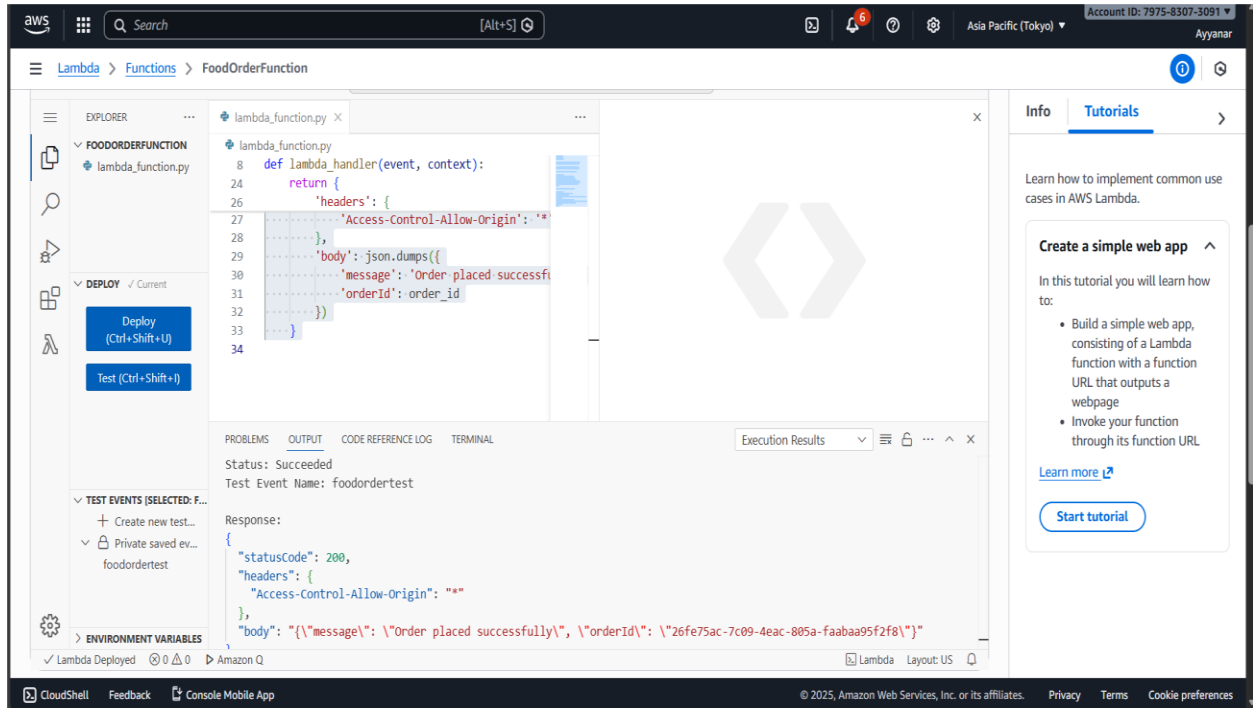 aws
Search
[Alt+S]
6
Asia Pacific (Tokyo) ▼
Account ID: 7975-8307-3091 ▼
Ayyanar
Lambda > Functions > FoodOrderFunction
EXPLORER ...
FOODORDERFUNCTION
lambda_function.py
DEPLOY ✓ Current
Deploy
(Ctrl+Shift+U)
Test (Ctrl+Shift+I)
TEST EVENTS [SELECTED: F...
+ Create new test...
Private saved ev...
foodordertest
ENVIRONMENT VARIABLES
lambda_function.py ×
lambda_function.py
8 def lambda_handler(event, context):
24 return {
26 'headers': {
27 'Access-Control-Allow-Origin': '*'
28 },
29 'body': json.dumps({
30 'message': 'Order placed successfu
31 'orderId': order_id
32 })
33 }
34
PROBLEMS OUTPUT CODE REFERENCE LOG TERMINAL
Execution Results
Status: Succeeded
Test Event Name: foodordertest
Response:
{
"statusCode": 200,
"headers": {
"Access-Control-Allow-Origin": "*"
},
"body": "{\"message\": \"Order placed successfully\", \"orderId\": \"26fe75ac-7c09-4eac-805a-faabaa95f2f8\"}"
}
Lambda Deployed 0 0 Amazon Q
Lambda Layout: US
Info Tutorials
Learn how to implement common use
cases in AWS Lambda.
Create a simple web app
In this tutorial you will learn how
to:
• Build a simple web app,
consisting of a Lambda
function with a function
URL that outputs a
webpage
• Invoke your function
through its function URL
Learn more
Start tutorial
CloudShell Feedback Console Mobile App
© 2025, Amazon Web Services, Inc. or its affiliates. Privacy Terms Cookie preferences